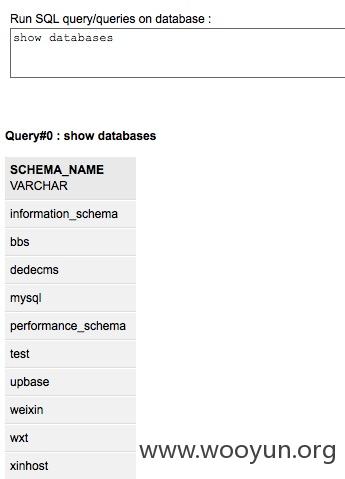 Run SQL query/queries on database :
show databases
Query#0 : show databases
SCHEMA_NAME
VARCHAR
information_schema
bbs
dedecms
mysql
performance_schema
test
upbase
weixin
wxt
xinhost
www.wooyun.org